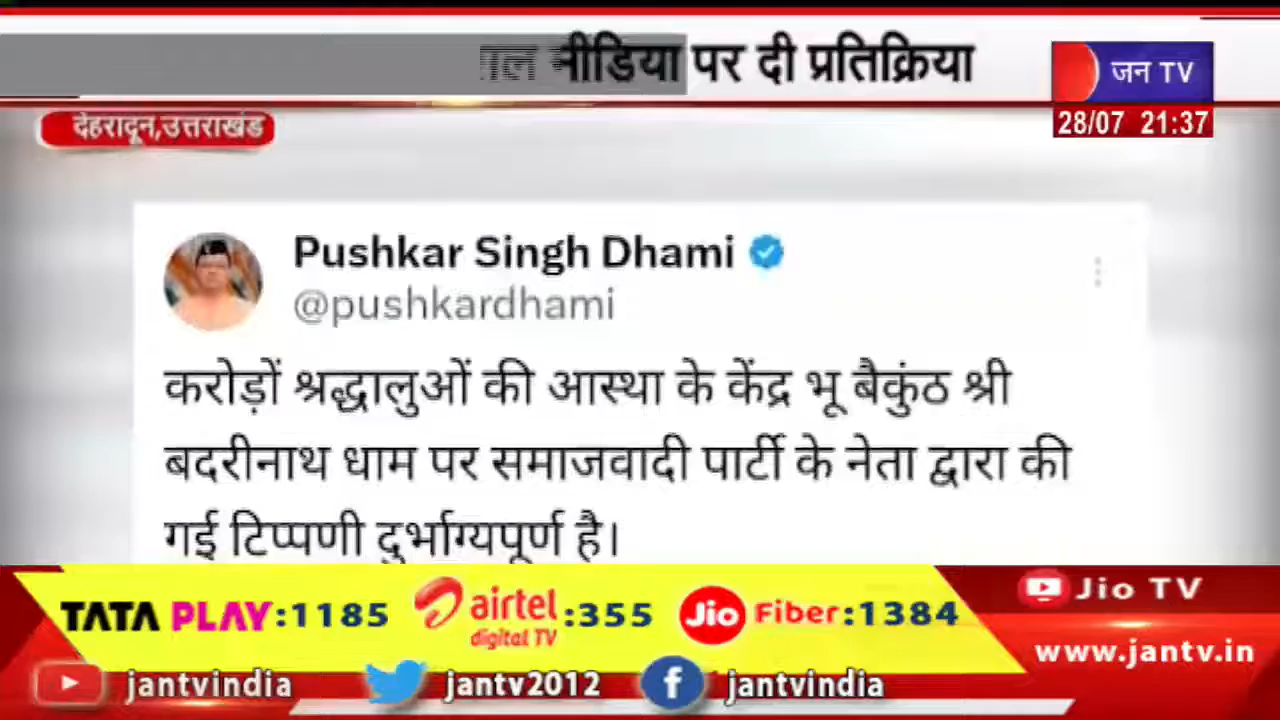 मीडिया पर दी प्रतिक्रिया
जन TV
28/07 21:37
देहरादून,उत्तराखंड
Pushkar Singh Dhami
@pushkardhami
करोड़ों श्रद्धालुओं की आस्था के केंद्र भू बैकुंठ श्री
बदरीनाथ धाम पर समाजवादी पार्टी के नेता द्वारा की
गई टिप्पणी दुर्भाग्यपूर्ण है।
TATA PLAY:1185 airtel digital TV :355 Jio Fiber:1384
Jio TV
www.jantv.in
jantvindia jantv2012 jantvindia